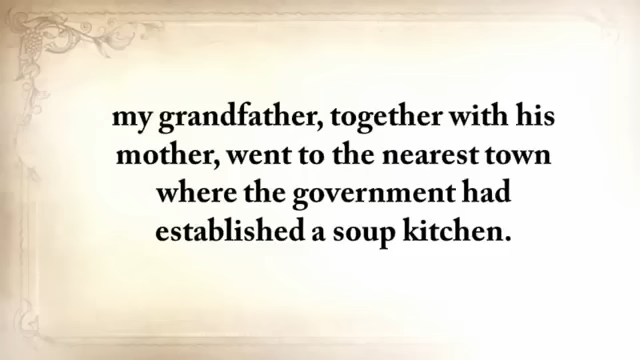 my grandfather, together with his
mother, went to the nearest town
where the government had
established a soup kitchen.